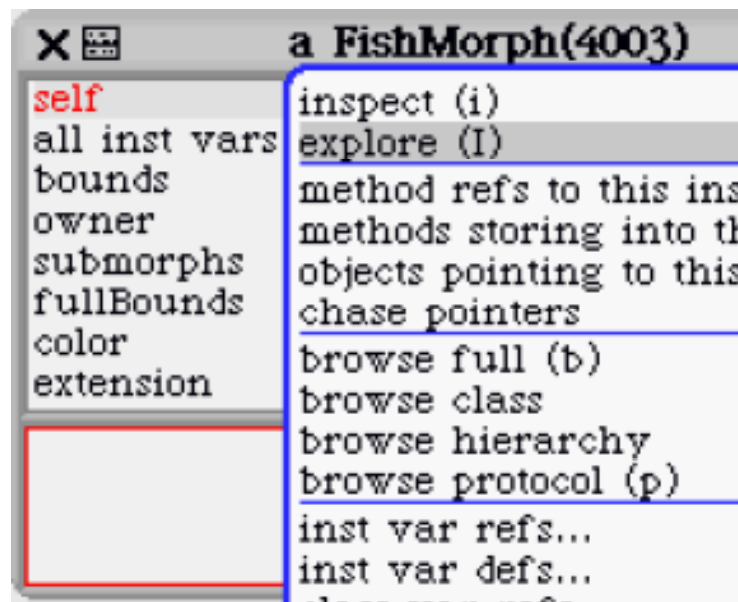 a FishMorph(4003)
self
all inst vars
bounds
owner
submorphs
fullBounds
color
extension
inspect (i)
explore (I)
method refs to this ins
methods storing into th
objects pointing to this
chase pointers
browse full (b)
browse class
browse hierarchy
browse protocol (p)
inst var refs...
inst var defs...